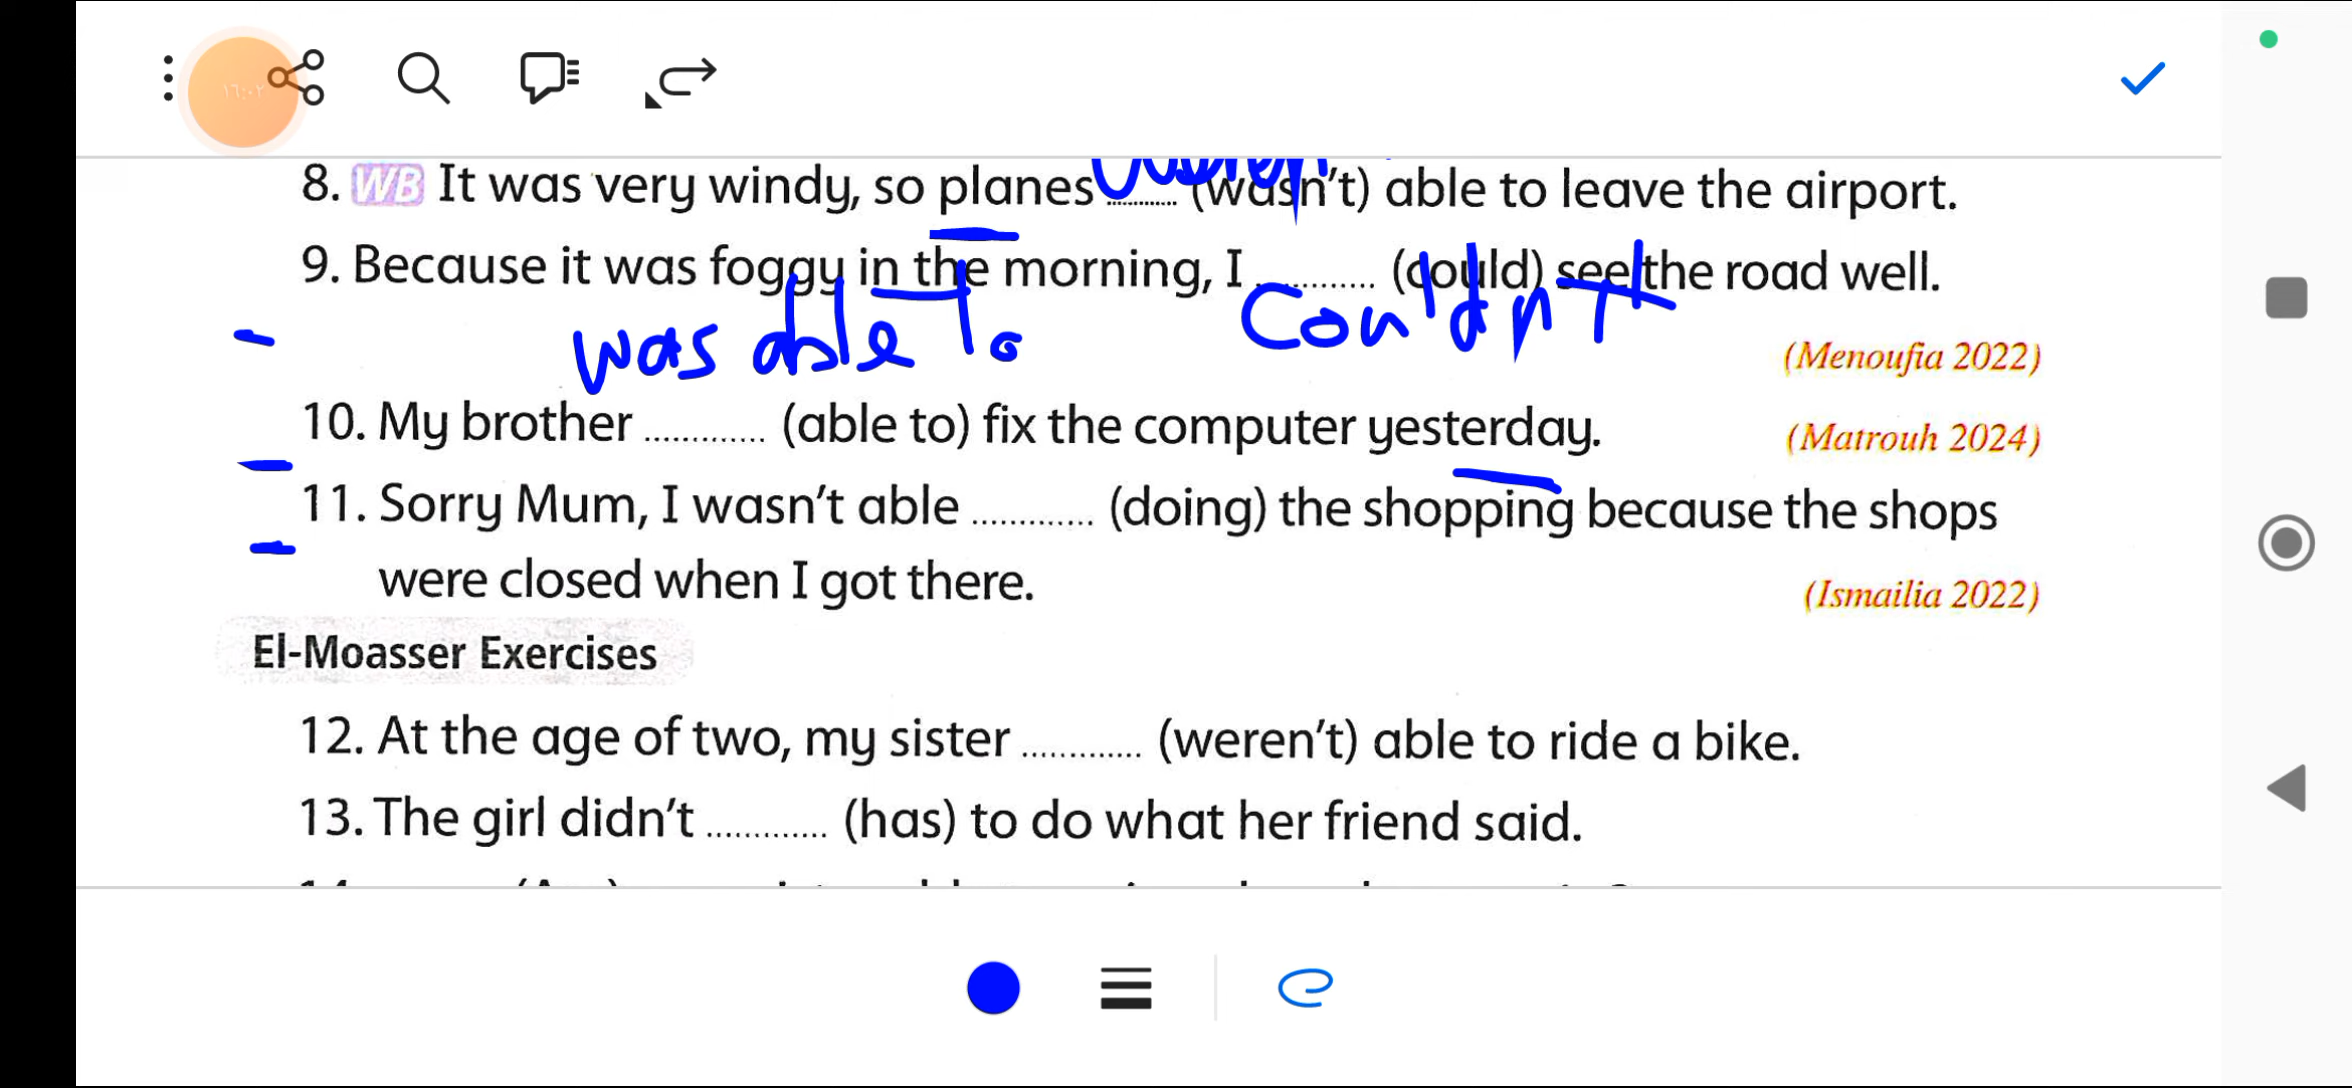 ١٦:٠٢
8. WB It was very windy, so planes ............ (wasn't) able to leave the airport.
9. Because it was foggy in the morning, I ............ (could) see the road well.
couldn't
was able to
(Menoufia 2022)
10. My brother ............. (able to) fix the computer yesterday. (Matrouh 2024)
11. Sorry Mum, I wasn't able ............. (doing) the shopping because the shops
were closed when I got there. (Ismailia 2022)
El-Moasser Exercises
12. At the age of two, my sister ............. (weren't) able to ride a bike.
13. The girl didn't ............. (has) to do what her friend said.